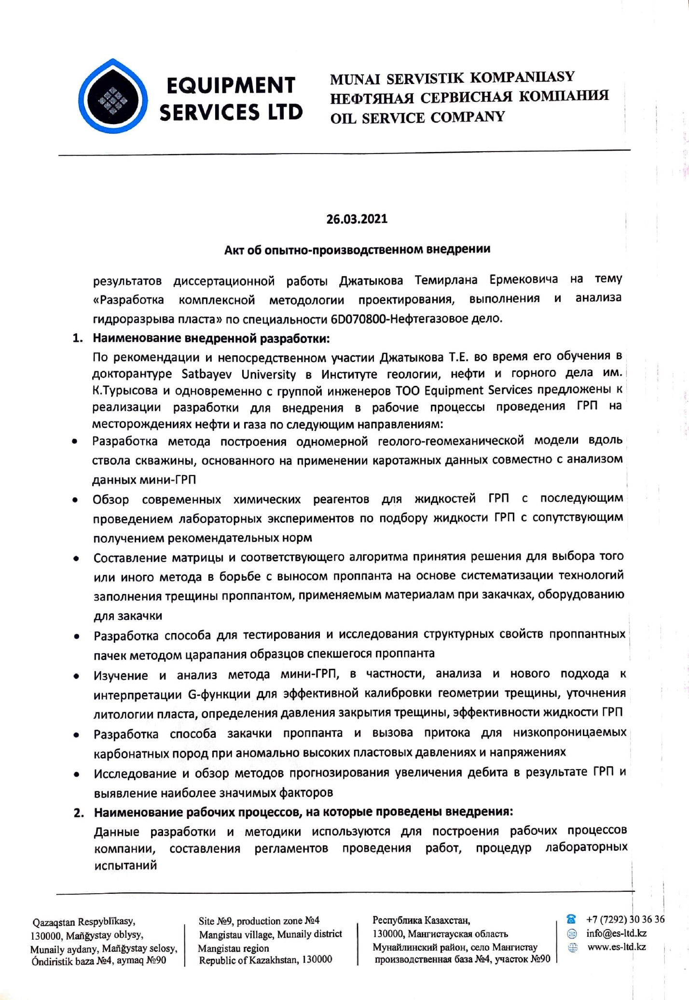 EQUIPMENT
SERVICES LTD
MUNAI SERVISTIK KOMPANIIASY
НЕФТЯНАЯ СЕРВИСНАЯ КОМПАНИЯ
OIL SERVICE COMPANY
26.03.2021
Акт об опытно-производственном внедрении
результатов диссертационной работы Джатыкова Темирлана Ермековича на тему
«Разработка комплексной методологии проектирования, выполнения и анализа
гидроразрыва пласта» по специальности 6D070800-Нефтегазовое дело.
1. Наименование внедренной разработки:
По рекомендации и непосредственном участии Джатыкова Т.Е. во время его обучения в
докторантуре Satbayev University в Институте геологии, нефти и горного дела им.
К.Турысова и одновременно с группой инженеров ТОО Equipment Services предложены к
реализации разработки для внедрения в рабочие процессы проведения ГРП на
месторождениях нефти и газа по следующим направлениям:
• Разработка метода построения одномерной геолого-геомеханической модели вдоль
ствола скважины, основанного на применении каротажных данных совместно с анализом
данных мини-ГРП
• Обзор современных химических реагентов для жидкостей ГРП с последующим
проведением лабораторных экспериментов по подбору жидкости ГРП с сопутствующим
получением рекомендательных норм
• Составление матрицы и соответствующего алгоритма принятия решения для выбора того
или иного метода в борьбе с выносом проппанта на основе систематизации технологий
заполнения трещины проппантом, применяемым материалам при закачках, оборудованию
для закачки
• Разработка способа для тестирования и исследования структурных свойств проппантных
пачек методом царапания образцов спекшегося проппанта
• Изучение и анализ метода мини-ГРП, в частности, анализа и нового подхода к
интерпретации G-функции для эффективной калибровки геометрии трещины, уточнения
литологии пласта, определения давления закрытия трещины, эффективности жидкости ГРП
• Разработка способа закачки проппанта и вызова притока для низкопроницаемых
карбонатных пород при аномально высоких пластовых давлениях и напряжениях
• Исследование и обзор методов прогнозирования увеличения дебита в результате ГРП и
выявление наиболее значимых факторов
2. Наименование рабочих процессов, на которые проведены внедрения:
Данные разработки и методики используются для построения рабочих процессов
компании, составления регламентов проведения работ, процедур лабораторных
испытаний
Qazaqstan Respyblïkasy,
130000, Mańǵystay oblysy,
Munaily aydany, Mańǵystay selosy,
Óndiristik baza №4, aymaq №90
Site №9, production zone №4
Mangistau village, Munaily district
Mangistau region
Republic of Kazakhstan, 130000
Республика Казахстан,
130000, Мангистауская область
Мунайлинский район, село Мангистау
производственная база №4, участок №90
+7 (7292) 30 36 36
info@es-ltd.kz
www.es-ltd.kz